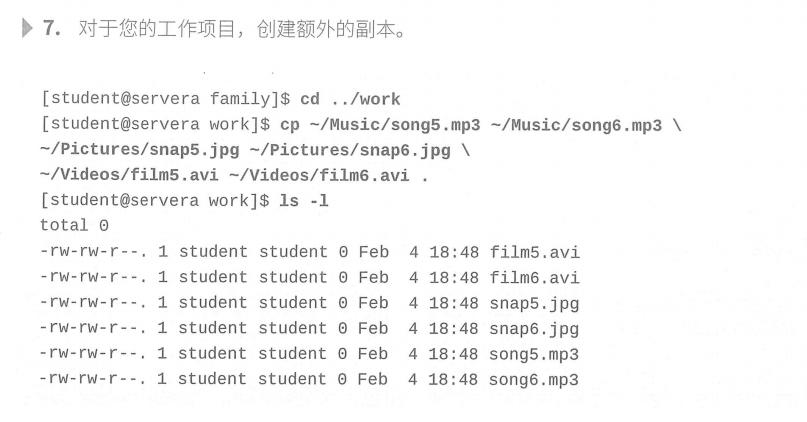 7. 对于您的工作项目，创建额外的副本。
[student@servera family]$ cd ../work
[student@servera work]$ cp ~/Music/song5.mp3 ~/Music/song6.mp3 \
~/Pictures/snap5.jpg ~/Pictures/snap6.jpg \
~/Videos/film5.avi ~/Videos/film6.avi .
[student@servera work]$ ls -l
total 0
-rw-rw-r--. 1 student student 0 Feb  4 18:48 film5.avi
-rw-rw-r--. 1 student student 0 Feb  4 18:48 film6.avi
-rw-rw-r--. 1 student student 0 Feb  4 18:48 snap5.jpg
-rw-rw-r--. 1 student student 0 Feb  4 18:48 snap6.jpg
-rw-rw-r--. 1 student student 0 Feb  4 18:48 song5.mp3
-rw-rw-r--. 1 student student 0 Feb  4 18:48 song6.mp3